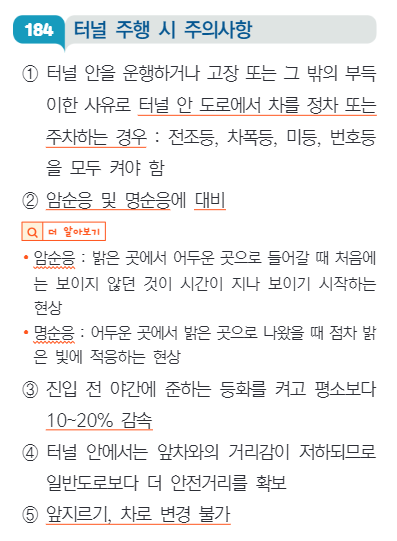 184 터널 주행 시 주의사항
① 터널 안을 운행하거나 고장 또는 그 밖의 부득
이한 사유로 터널 안 도로에서 차를 정차 또는
주차하는 경우 : 전조등, 차폭등, 미등, 번호등
을 모두 켜야 함
② 암순응 및 명순응에 대비
더 알아보기
• 암순응 : 밝은 곳에서 어두운 곳으로 들어갈 때 처음에
는 보이지 않던 것이 시간이 지나 보이기 시작하는
현상
• 명순응 : 어두운 곳에서 밝은 곳으로 나왔을 때 점차 밝
은 빛에 적응하는 현상
③ 진입 전 야간에 준하는 등화를 켜고 평소보다
10~20% 감속
④ 터널 안에서는 앞차와의 거리감이 저하되므로
일반도로보다 더 안전거리를 확보
⑤ 앞지르기, 차로 변경 불가